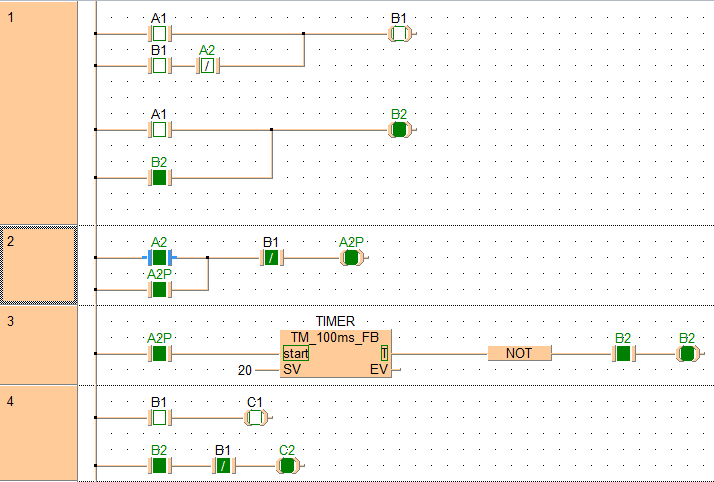 1
A1 B1
B1 A2
/
A1 B2
B2
2
A2 B1 A2P
/
A2P
3
TIMER
A2P TM_100ms_FB B2 B2
start T NOT
20 SV EV
4
B1 C1
B2 B1 C2
/